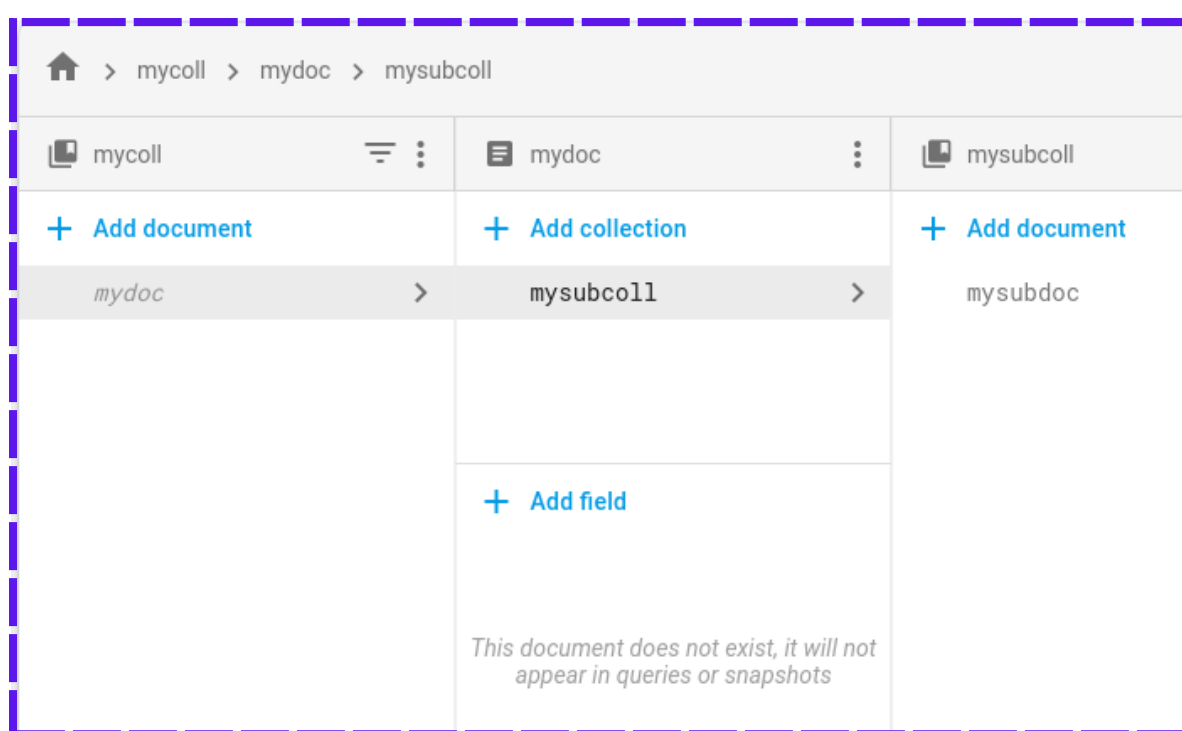 mycoll > mydoc > mysubcoll
mycoll
mydoc
mysubcoll
+ Add document
+ Add collection
+ Add document
mydoc
mysubcoll
mysubdoc
+ Add field
This document does not exist, it will not
appear in queries or snapshots